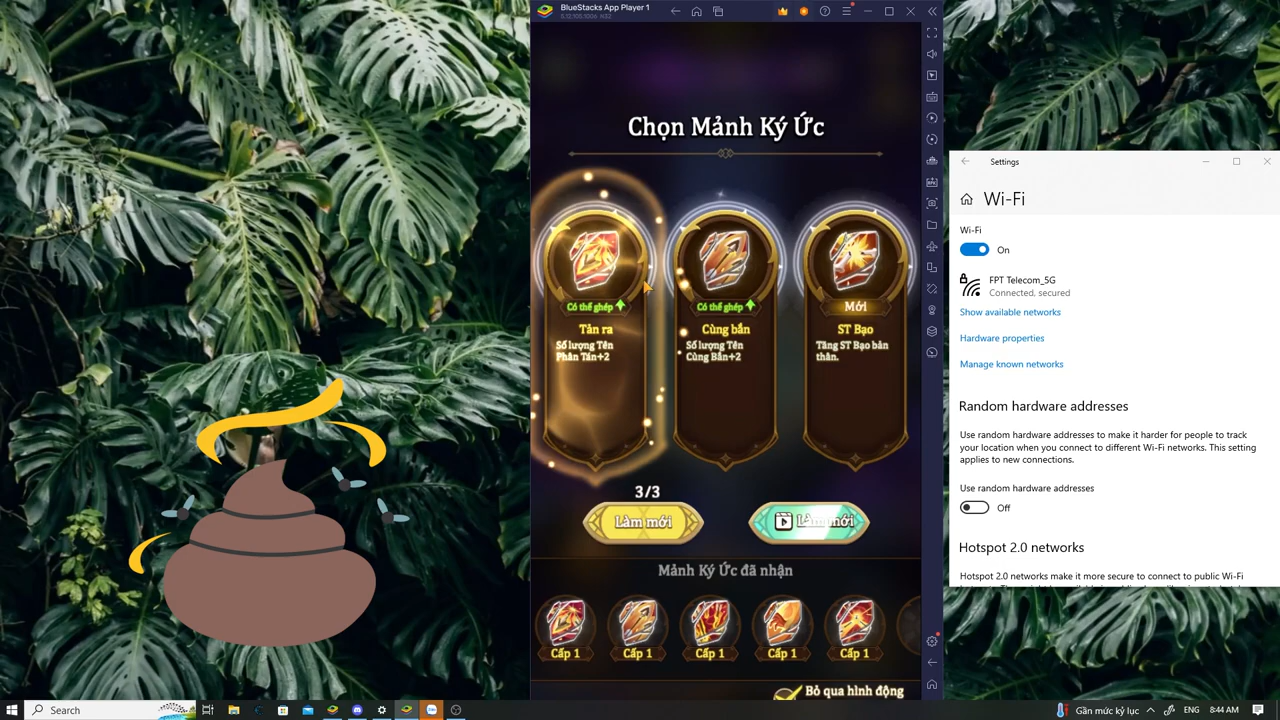 BlueStacks App Player 1
5.12.105.1006 N32
Chọn Mảnh Ký Ức
Có thể ghép
Tản ra
Số lượng Tên
Phân Tán+2
Có thể ghép
Cùng bắn
Số lượng Tên
Cùng Bắn+2
Mới
ST Bạo
Tăng ST Bạo bản
thân.
3/3
Làm mới
Làm mới
Mảnh Ký Ức đã nhận
Cấp 1
Cấp 1
Cấp 1
Cấp 1
Cấp 1
Bỏ qua hình động
Settings
Wi-Fi
Wi-Fi
On
FPT Telecom_5G
Connected, secured
Show available networks
Hardware properties
Manage known networks
Random hardware addresses
Use random hardware addresses to make it harder for people to track
your location when you connect to different Wi-Fi networks. This setting
applies to new connections.
Use random hardware addresses
Off
Hotspot 2.0 networks
Hotspot 2.0 networks make it more secure to connect to public Wi-Fi
Search
Gần mức kỷ lục
ENG
8:44 AM